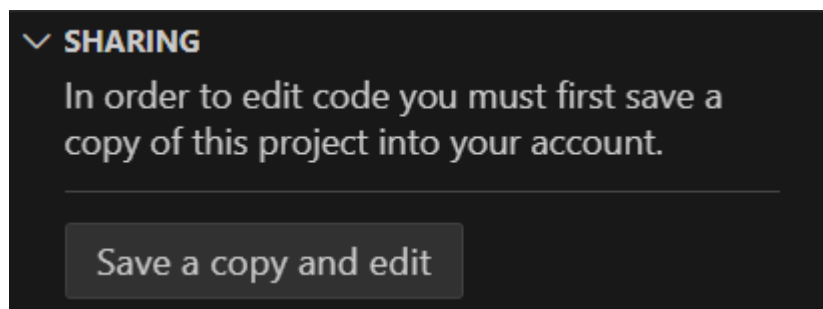 SHARING
In order to edit code you must first save a
copy of this project into your account.
Save a copy and edit